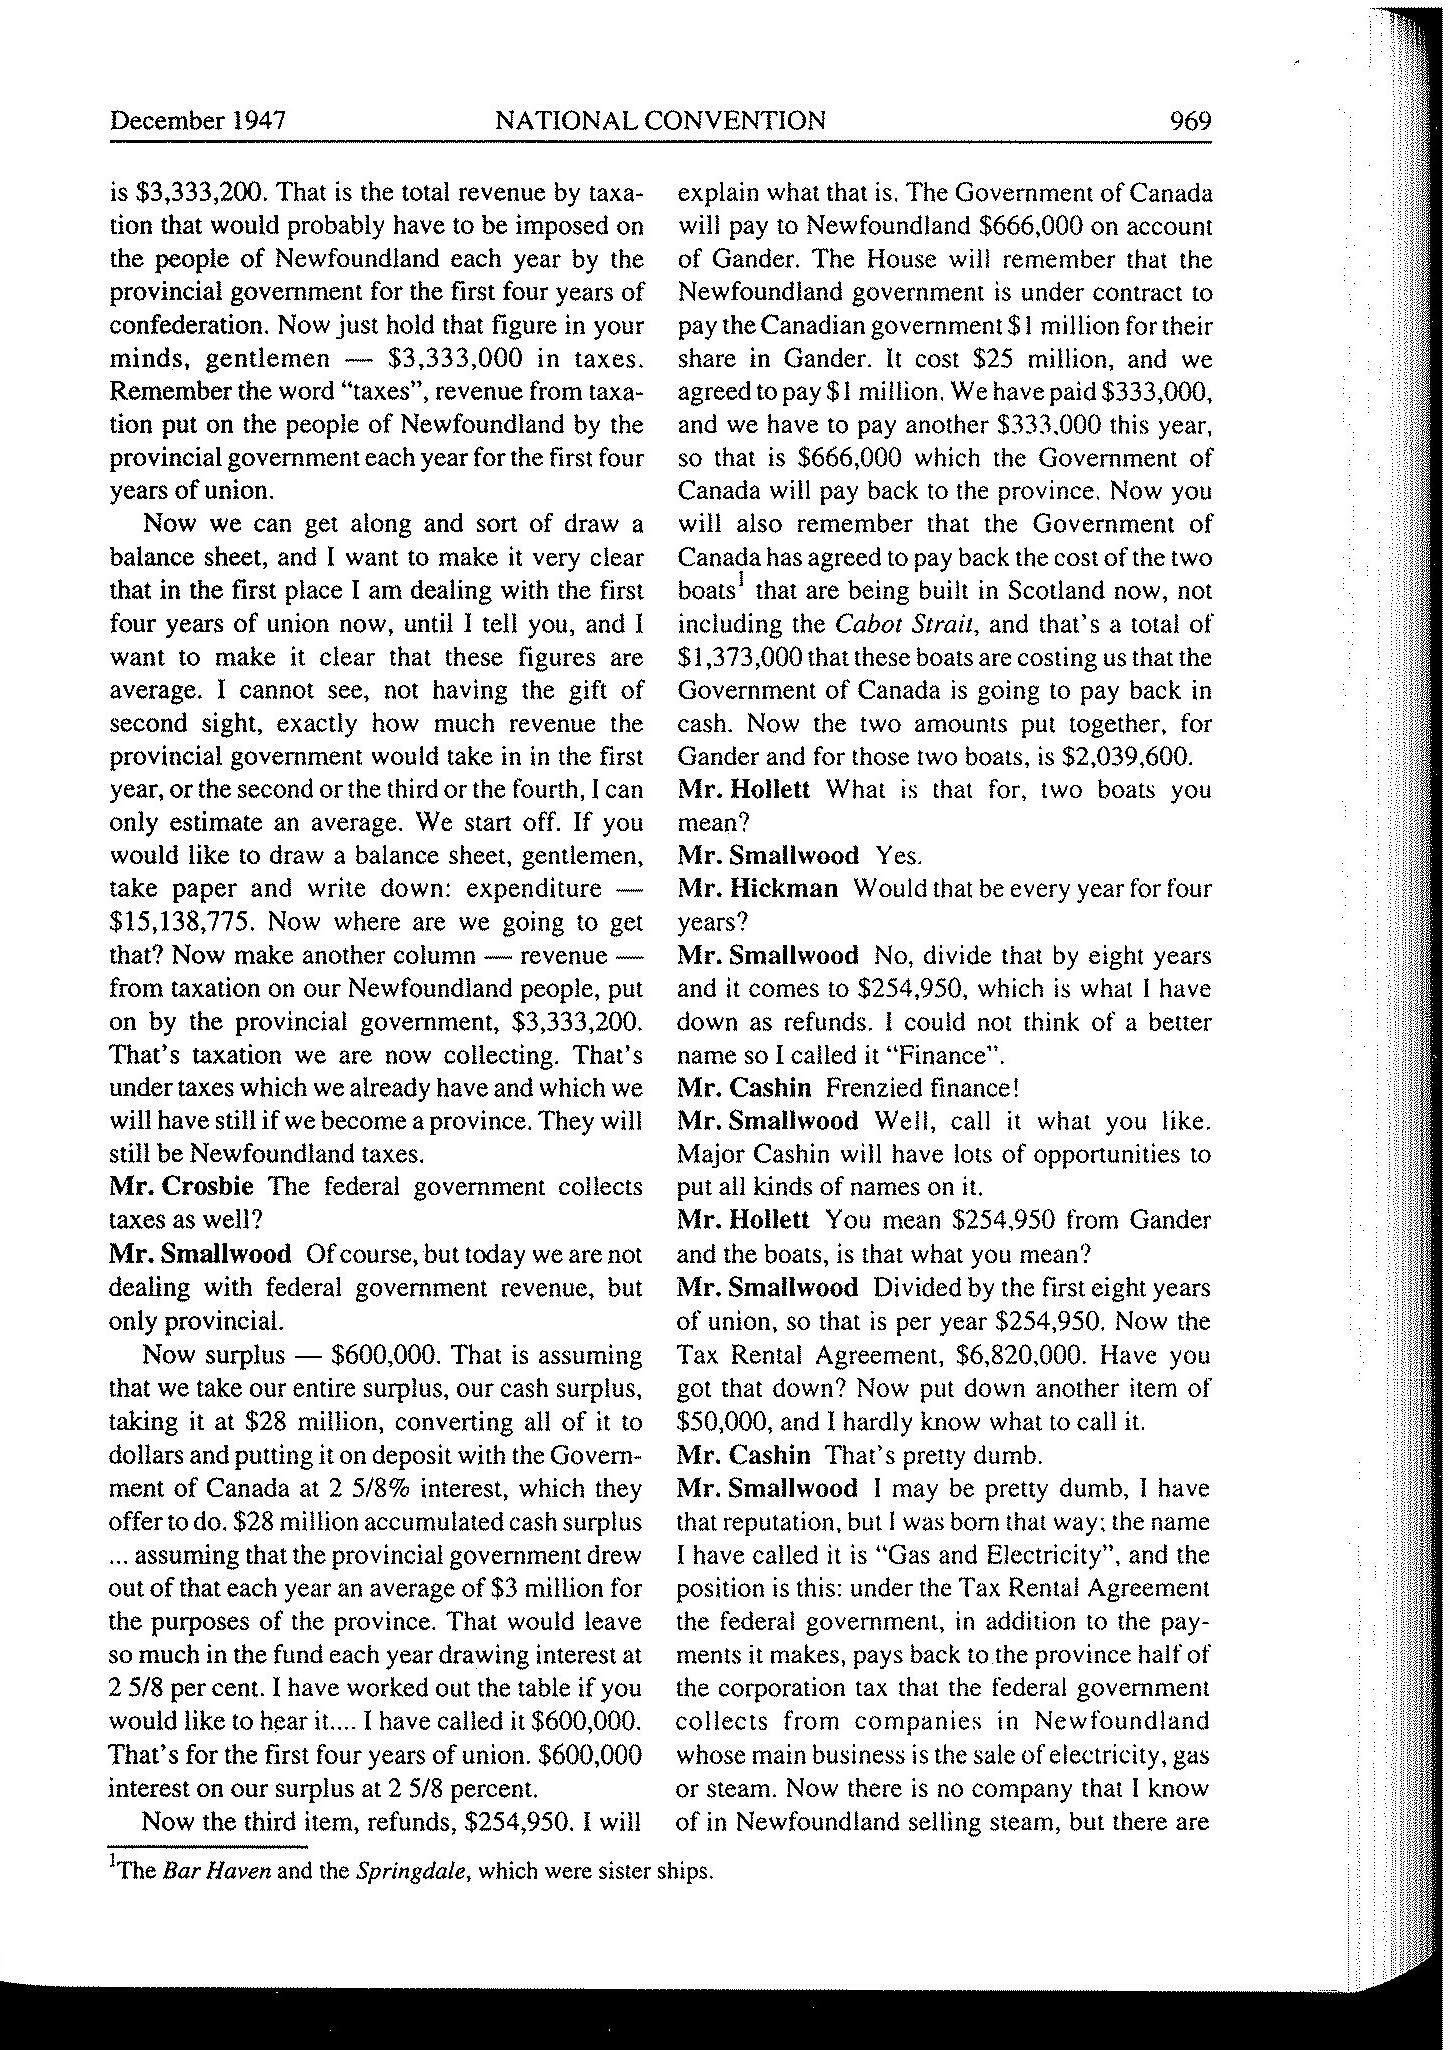 December 1947 NATIONAL CONVENTION 969
is $3,333,200. That is the total revenue by taxa-
tion that would probably have to be imposed on
the people of Newfoundland each year by the
provincial government for the first four years of
confederation. Now just hold that figure in your
minds, gentlemen — $3,333,000 in taxes.
Remember the word “taxes”, revenue from taxa-
tion put on the people of Newfoundland by the
provincial government each year for the first four
years of union.
Now we can get along and sort of draw a
balance sheet, and I want to make it very clear
that in the first place I am dealing with the first
four years of union now, until I tell you, and I
want to make it clear that these figures are
average. I cannot see, not having the gift of
second sight, exactly how much revenue the
provincial government would take in in the first
year, or the second or the third or the fourth, I can
only estimate an average. We start off. If you
would like to draw a balance sheet, gentlemen,
take paper and write down: expenditure —
$15,138,775. Now where are we going to get
that? Now make another column — revenue —
from taxation on our Newfoundland people, put
on by the provincial government, $3,333,200.
That's taxation we are now collecting. That's
under taxes which we already have and which we
will have still if we become a province. They will
still be Newfoundland taxes.
Mr. Crosbie The federal government collects
taxes as well?
Mr. Smallwood Of course, but today we are not
dealing with federal government revenue, but
only provincial.
Now surplus — $600,000. That is assuming
that we take our entire surplus, our cash surplus,
taking it at $28 million, converting all of it to
dollars and putting it on deposit with the Govern-
ment of Canada at 2 5/8% interest, which they
offer to do. $28 million accumulated cash surplus
... assuming that the provincial government drew
out of that each year an average of $3 million for
the purposes of the province. That would leave
so much in the fund each year drawing interest at
2 5/8 per cent. I have worked out the table if you
would like to hear it.... I have called it $600,000.
That's for the first four years of union. $600,000
interest on our surplus at 2 5/8 percent.
Now the third item, refunds, $254,950. I will
explain what that is. The Government of Canada
will pay to Newfoundland $666,000 on account
of Gander. The House will remember that the
Newfoundland government is under contract to
pay the Canadian government $1 million for their
share in Gander. It cost $25 million, and we
agreed to pay $1 million. We have paid $333,000,
and we have to pay another $333,000 this year,
so that is $666,000 which the Government of
Canada will pay back to the province. Now you
will also remember that the Government of
Canada has agreed to pay back the cost of the two
boats¹ that are being built in Scotland now, not
including the Cabot Strait, and that's a total of
$1,373,000 that these boats are costing us that the
Government of Canada is going to pay back in
cash. Now the two amounts put together, for
Gander and for those two boats, is $2,039,600.
Mr. Hollett What is that for, two boats you
mean?
Mr. Smallwood Yes.
Mr. Hickman Would that be every year for four
years?
Mr. Smallwood No, divide that by eight years
and it comes to $254,950, which is what I have
down as refunds. I could not think of a better
name so I called it “Finance”.
Mr. Cashin Frenzied finance!
Mr. Smallwood Well, call it what you like.
Major Cashin will have lots of opportunities to
put all kinds of names on it.
Mr. Hollett You mean $254,950 from Gander
and the boats, is that what you mean?
Mr. Smallwood Divided by the first eight years
of union, so that is per year $254,950. Now the
Tax Rental Agreement, $6,820,000. Have you
got that down? Now put down another item of
$50,000, and I hardly know what to call it.
Mr. Cashin That's pretty dumb.
Mr. Smallwood I may be pretty dumb, I have
that reputation, but I was born that way; the name
I have called it is “Gas and Electricity”, and the
position is this: under the Tax Rental Agreement
the federal government, in addition to the pay-
ments it makes, pays back to the province half of
the corporation tax that the federal government
collects from companies in Newfoundland
whose main business is the sale of electricity, gas
or steam. Now there is no company that I know
of in Newfoundland selling steam, but there are
¹The Bar Haven and the Springdale, which were sister ships.